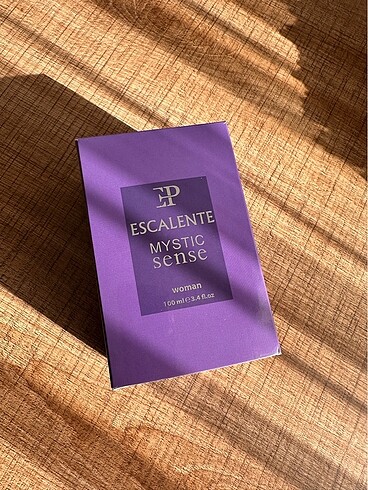 EP
ESCALENTE
MYSTIC
sense
woman
100 ml e 3.4 fl.oz